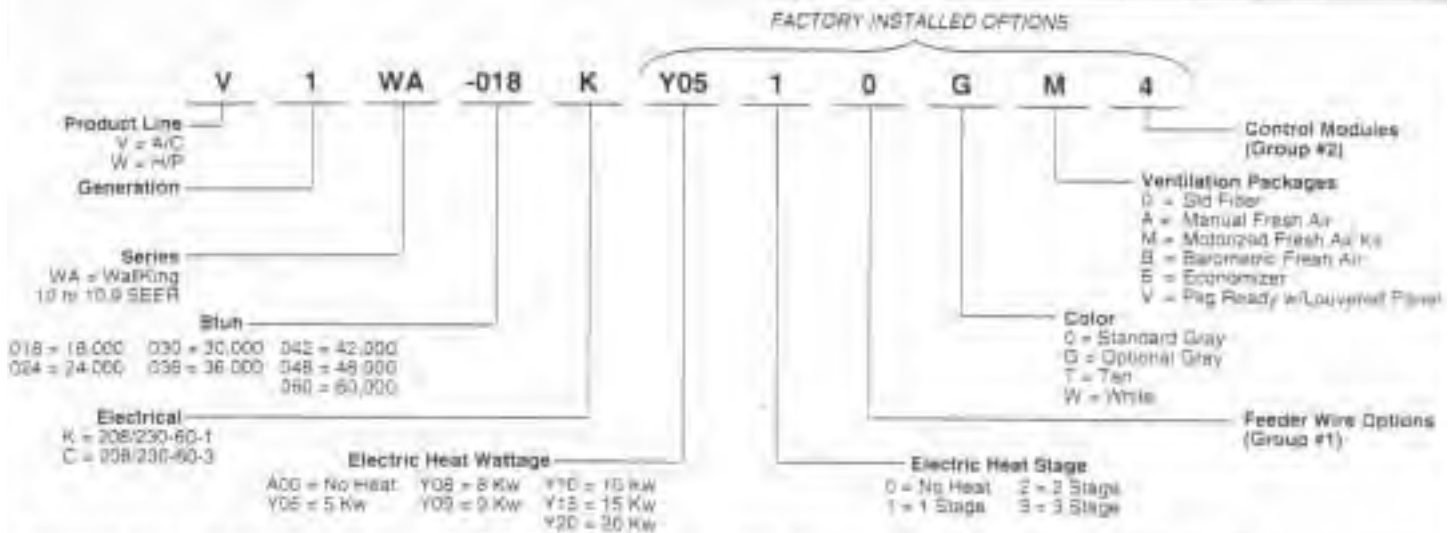 FACTORY INSTALLED OPTIONS
V 1 WA -018 K Y05 1 0 G M 4
Product Line
V = A/C
W = H/P
Generation
Series
WA = WallKing
10 to 10.9 SEER
Btuh
018 = 18,000 030 = 30,000 042 = 42,000
024 = 24,000 036 = 36,000 048 = 48,000
060 = 60,000
Electrical
K = 208/230-60-1
C = 208/230-60-3
Electric Heat Wattage
A00 = No Heat Y08 = 8 Kw Y10 = 10 Kw
Y05 = 5 Kw Y09 = 9 Kw Y15 = 15 Kw
Y20 = 20 Kw
Electric Heat Stage
0 = No Heat 2 = 2 Stage
1 = 1 Stage 3 = 3 Stage
Feeder Wire Options
(Group #1)
Color
0 = Standard Gray
G = Optional Gray
T = Tan
W = White
Ventilation Packages
0 = Std Filter
A = Manual Fresh Air
M = Motorized Fresh Air Kit
B = Barometric Fresh Air
= Economizer
V = Pkg Ready w/Louvered Panel
Control Modules
(Group #2)